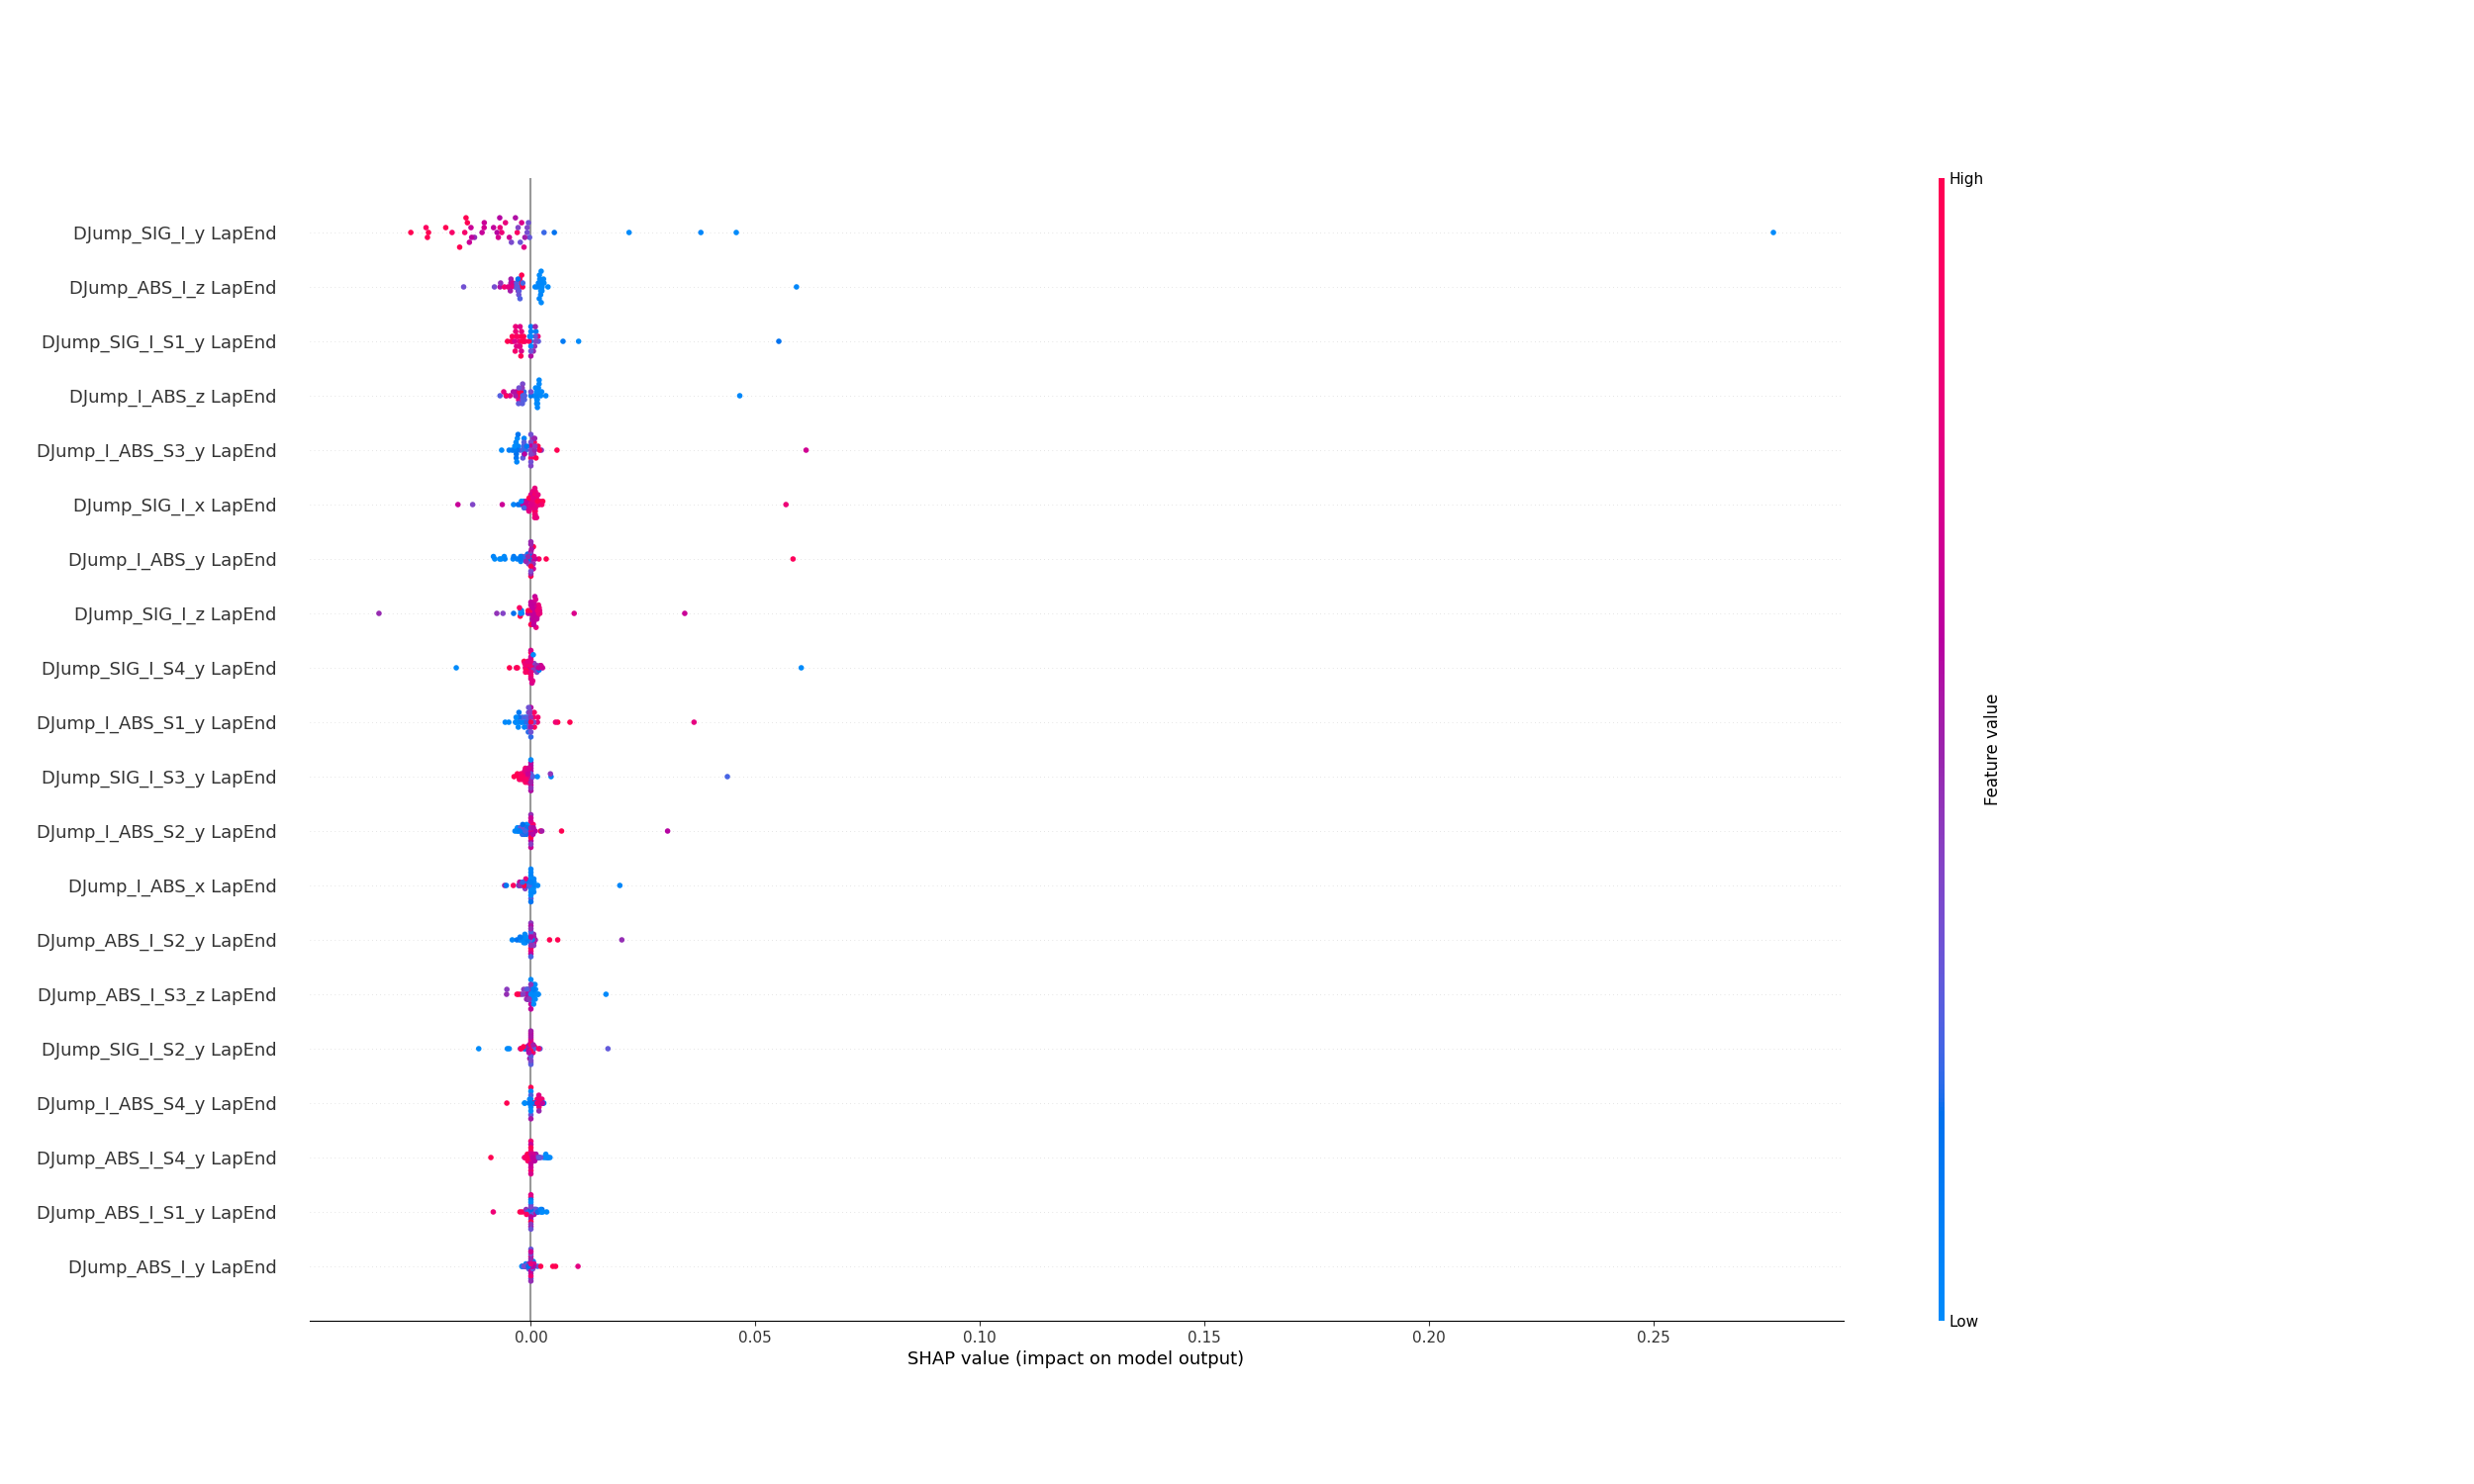 High
DJump_SIG_I_y LapEnd
DJump_ABS_I_z LapEnd
DJump_SIG_I_S1_y LapEnd
DJump_I_ABS_z LapEnd
DJump_I_ABS_S3_y LapEnd
DJump_SIG_I_x LapEnd
DJump_I_ABS_y LapEnd
DJump_SIG_I_z LapEnd
DJump_SIG_I_S4_y LapEnd
DJump_I_ABS_S1_y LapEnd
DJump_SIG_I_S3_y LapEnd
DJump_I_ABS_S2_y LapEnd
DJump_I_ABS_x LapEnd
DJump_ABS_I_S2_y LapEnd
DJump_ABS_I_S3_z LapEnd
DJump_SIG_I_S2_y LapEnd
DJump_I_ABS_S4_y LapEnd
DJump_ABS_I_S4_y LapEnd
DJump_ABS_I_S1_y LapEnd
DJump_ABS_I_y LapEnd
Feature value
Low
0.00 0.05 0.10 0.15 0.20 0.25
SHAP value (impact on model output)